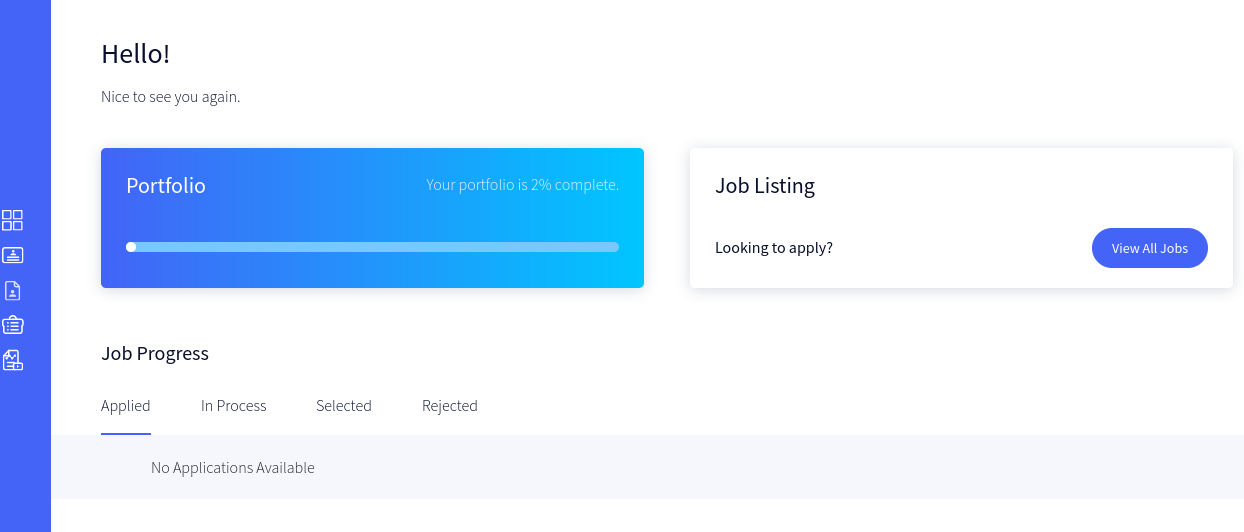 Hello!
Nice to see you again.
Portfolio
Your portfolio is 2% complete.
Job Listing
Looking to apply?
View All Jobs
Job Progress
Applied
In Process
Selected
Rejected
No Applications Available